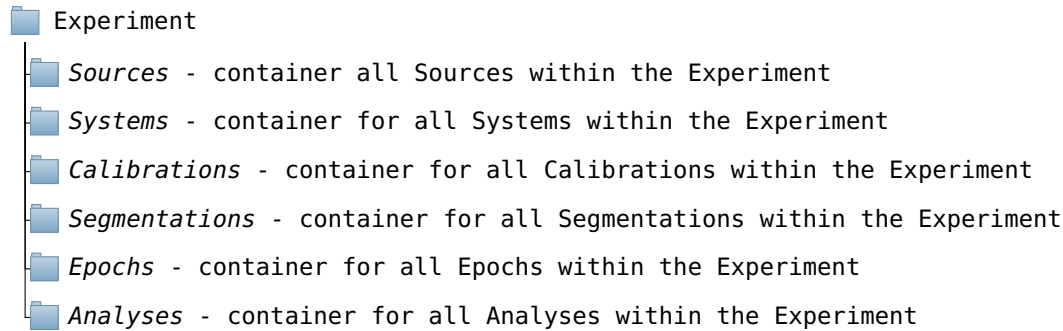 Experiment
Sources - container all Sources within the Experiment
Systems - container for all Systems within the Experiment
Calibrations - container for all Calibrations within the Experiment
Segmentations - container for all Segmentations within the Experiment
Epochs - container for all Epochs within the Experiment
Analyses - container for all Analyses within the Experiment